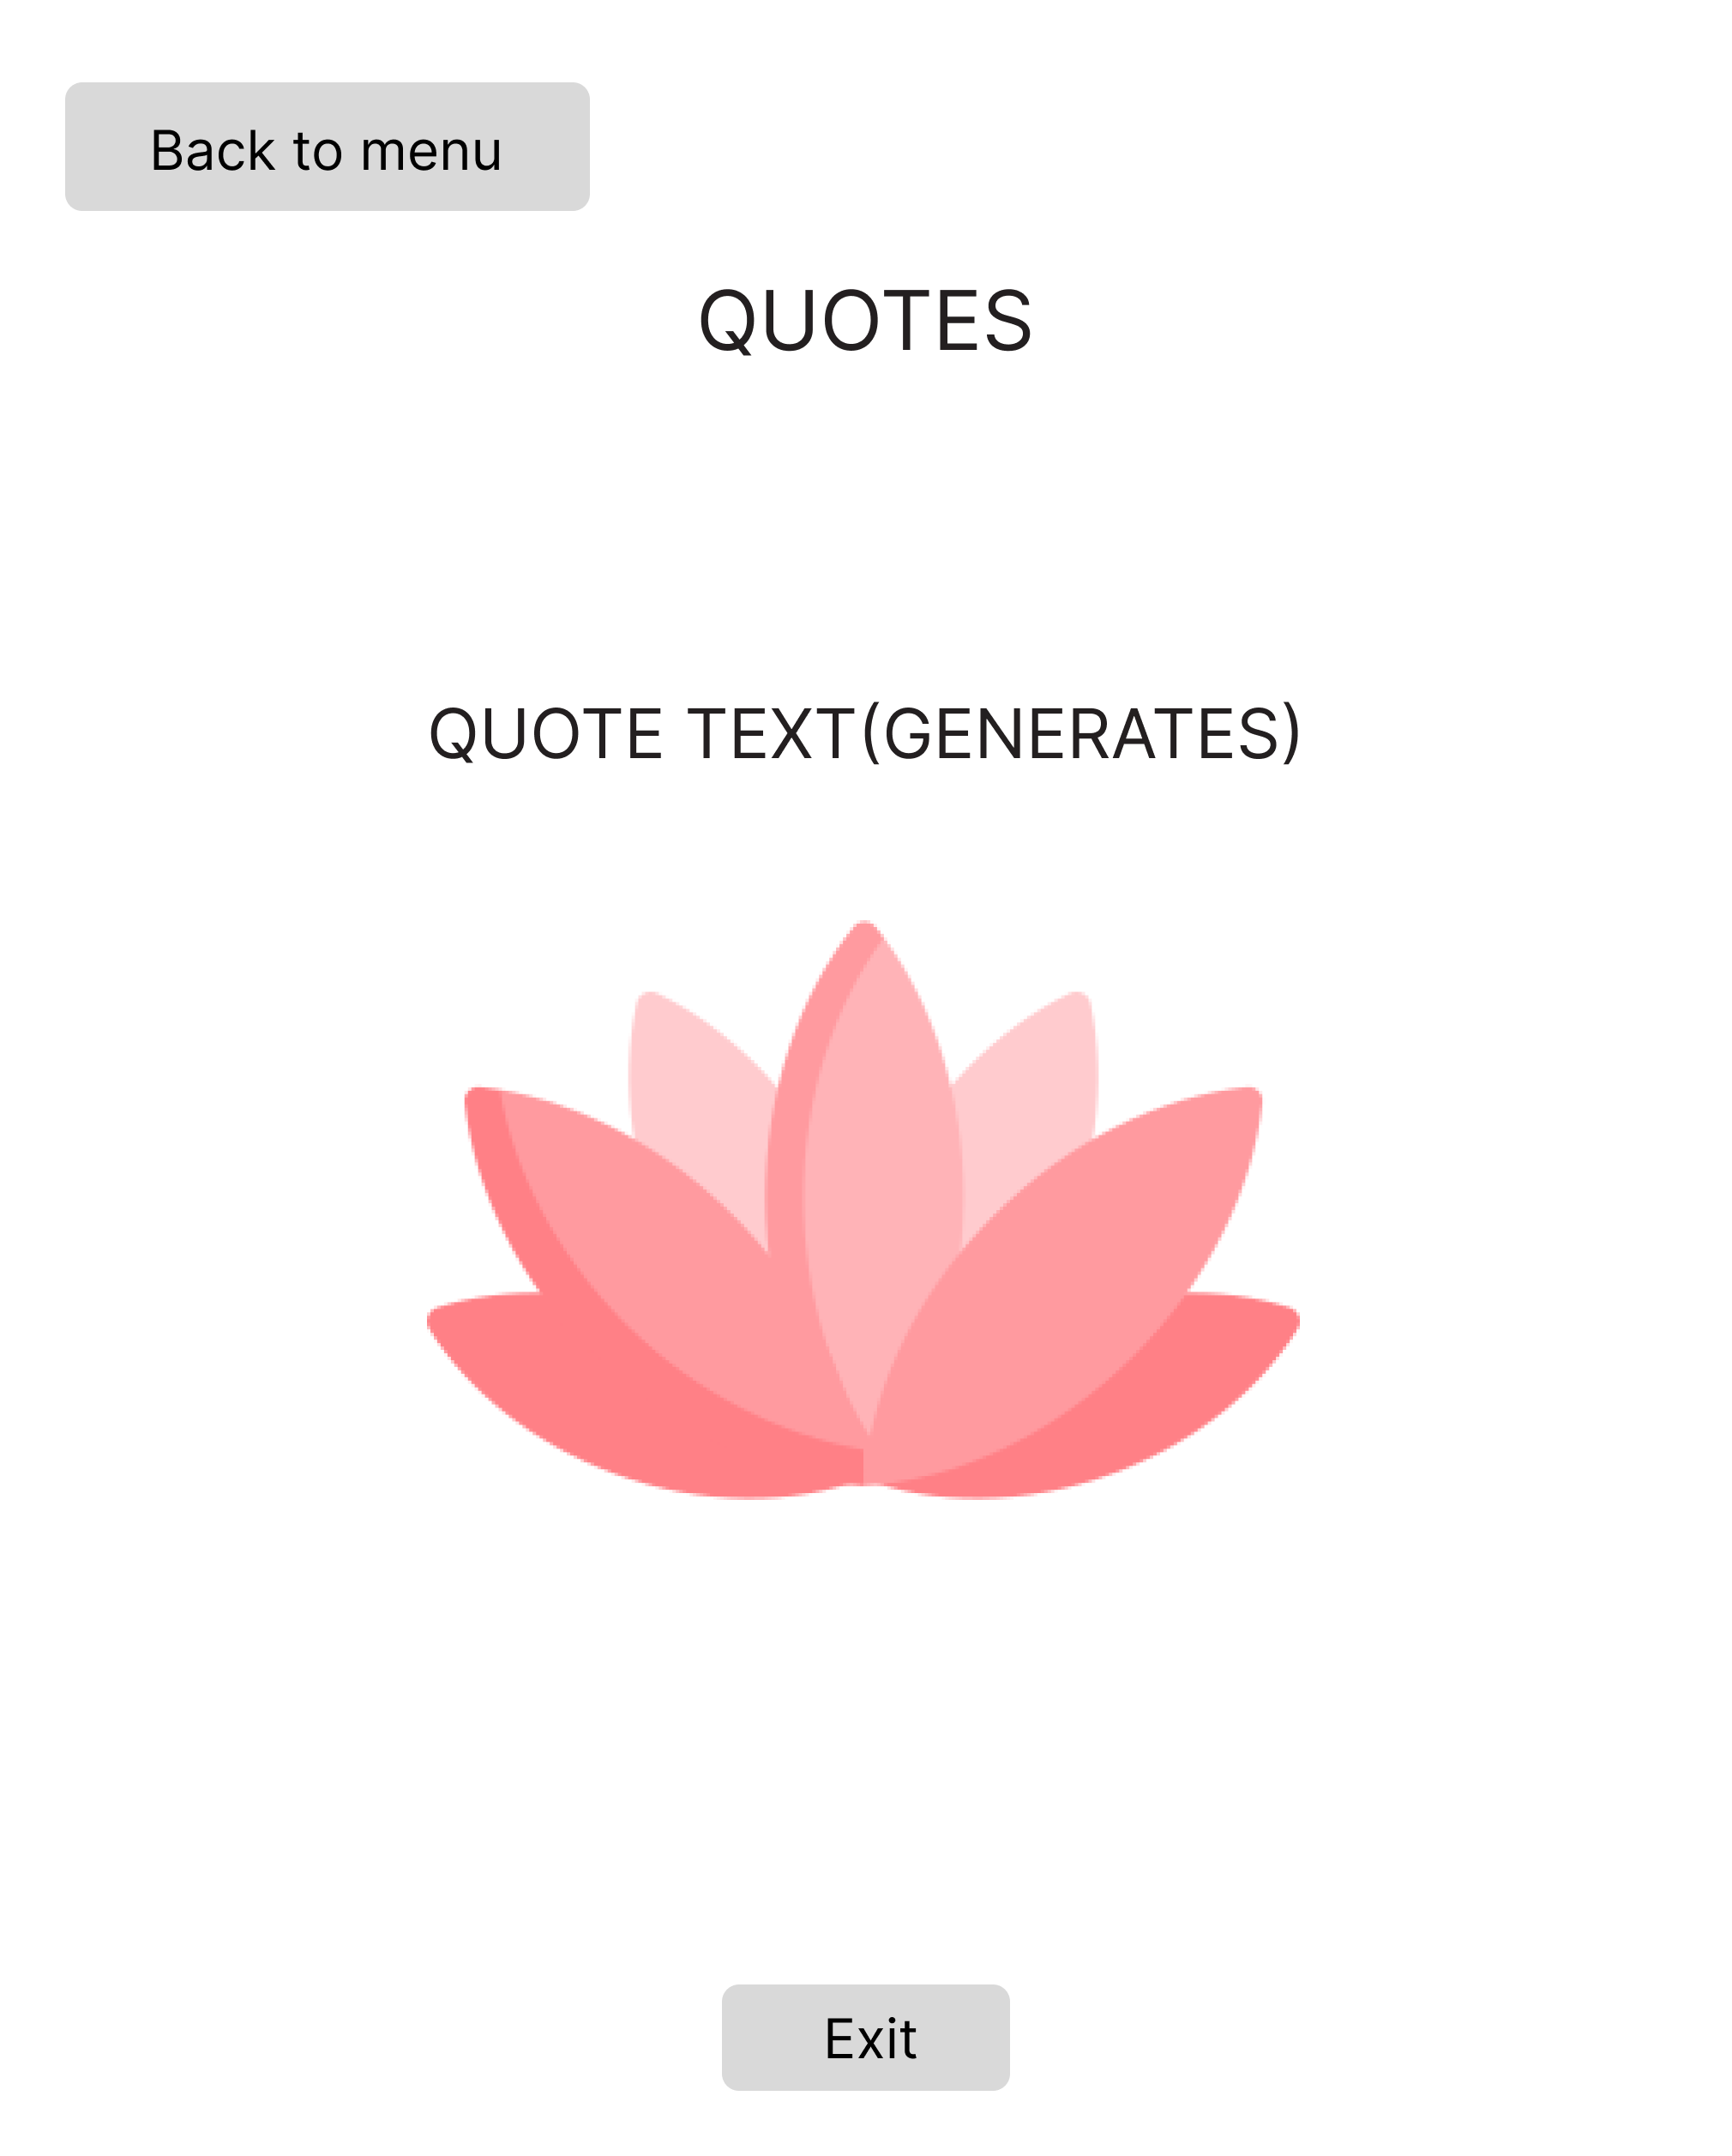 Back to menu
QUOTES
QUOTE TEXT(GENERATES)
Exit